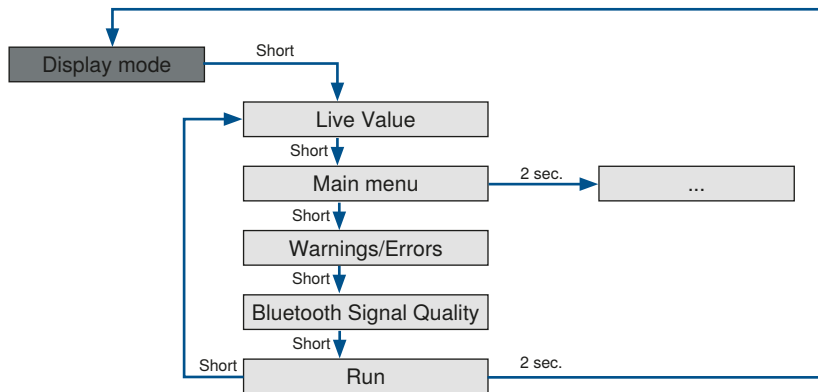 Display mode
Short
Live Value
Short
Main menu
2 sec.
...
Short
Warnings/Errors
Short
Bluetooth Signal Quality
Short
Short
Run
2 sec.